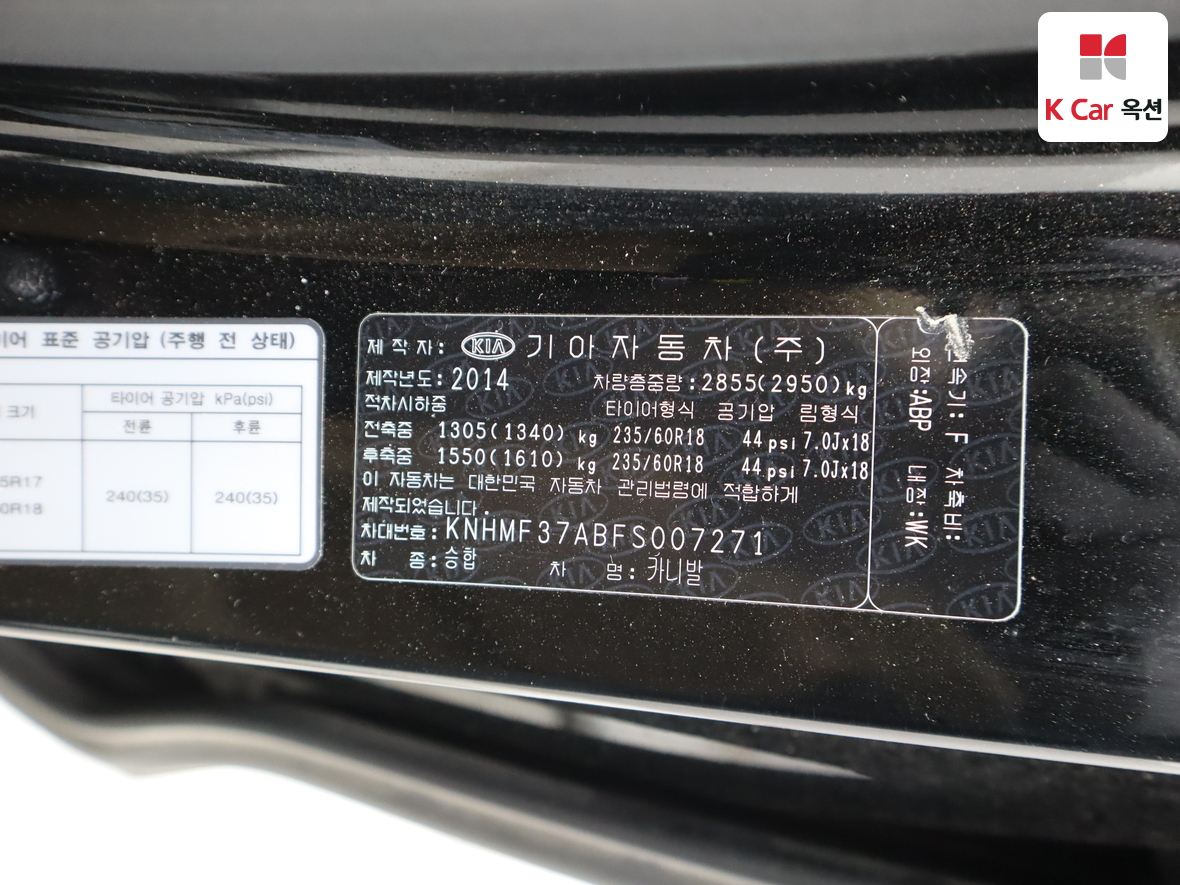 K Car 옥션
이어 표준 공기압 (주행 전 상태)
크기
타이어 공기압 kPa(psi)
전륜 후륜
5R17
0R18
240(35) 240(35)
제 작 자 : KIA 기 아 자 동 차 ( 주 )
제작년도 : 2014 차량총중량 : 2855(2950) kg
적차시하중 타이어형식 공기압 림형식
전축중 1305(1340) kg 235/60R18 44 psi 7.0Jx18
후축중 1550(1610) kg 235/60R18 44 psi 7.0Jx18
이 자동차는 대한민국 자동차 관리법령에 적합하게
제작되었습니다.
차대번호 : KNHMF37ABFS007271
차 종 : 승합 차 명 : 카니발
속기 : F 차축비 :
외장 : ABP 내장 : WK